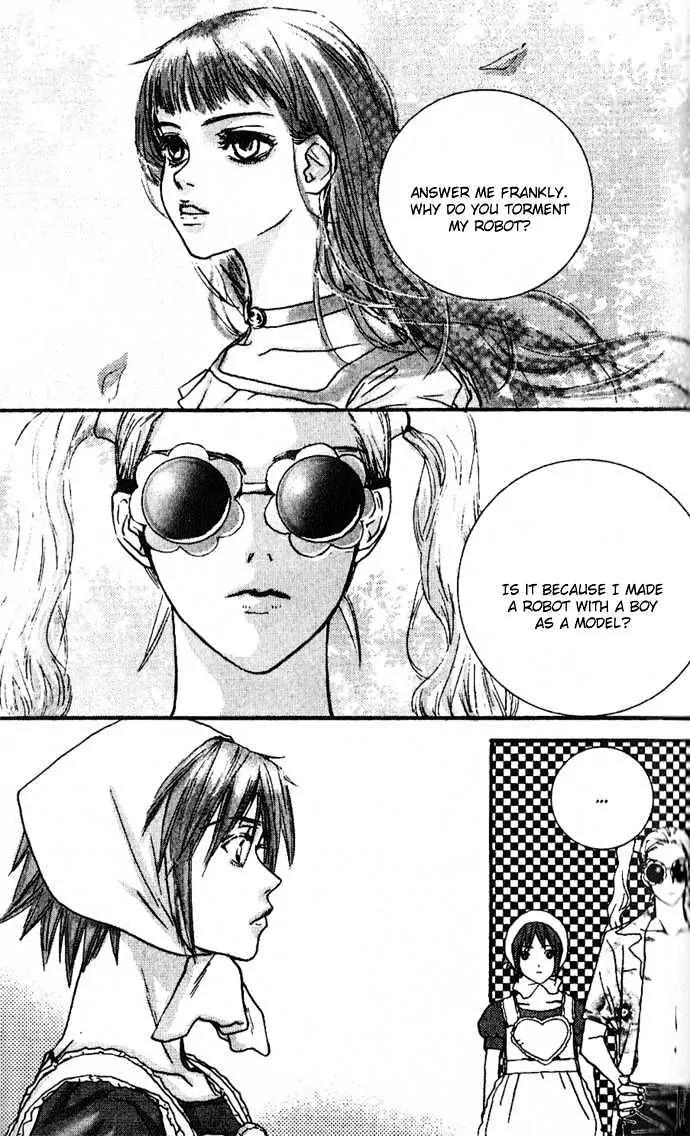 ANSWER ME FRANKLY.
WHY DO YOU TORMENT
MY ROBOT?
IS IT BECAUSE I MADE
A ROBOT WITH A BOY
AS A MODEL?
...